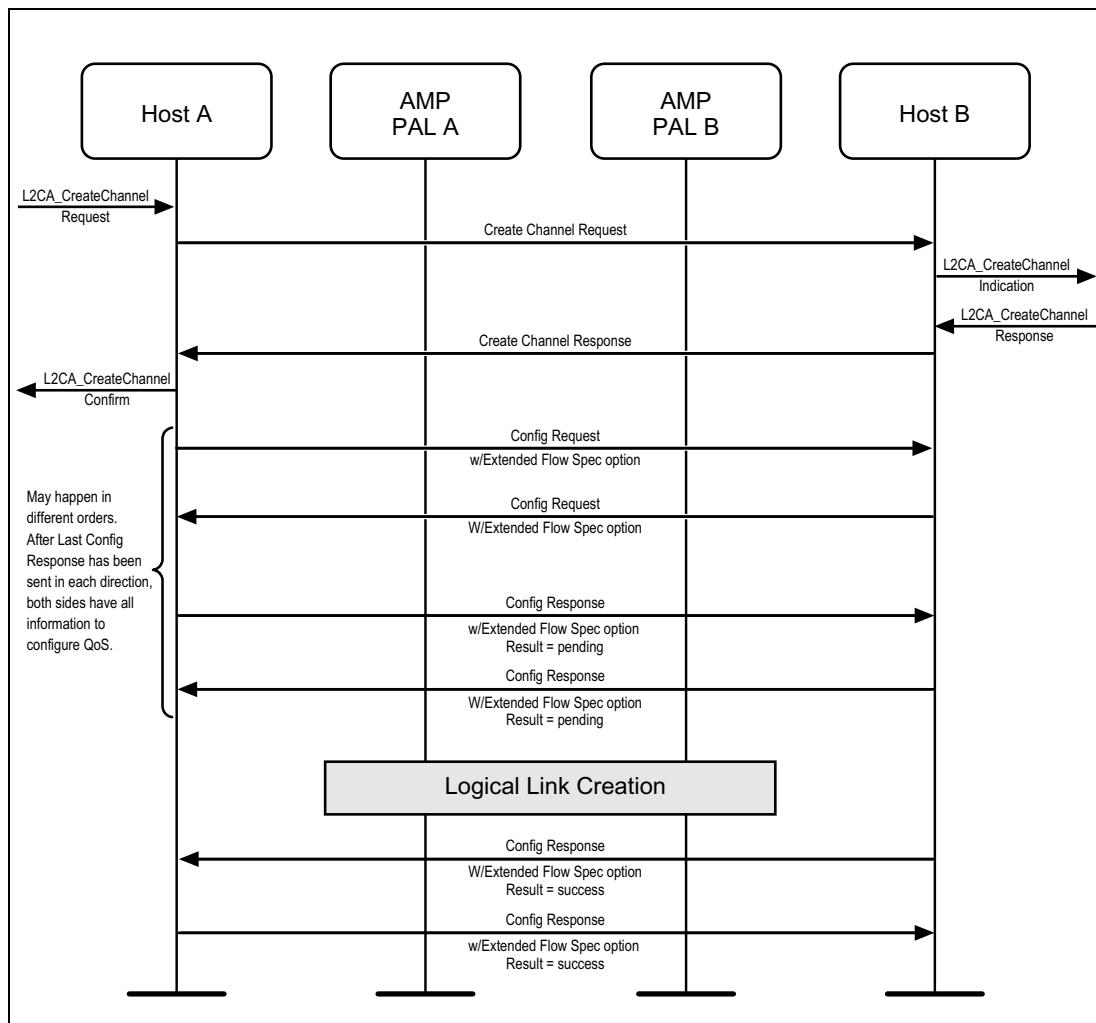 Host A
AMP
PAL A
AMP
PAL B
Host B
L2CA_CreateChannel
Request
Create Channel Request
L2CA_CreateChannel
Indication
L2CA_CreateChannel
Response
Create Channel Response
L2CA_CreateChannel
Confirm
Config Request
w/Extended Flow Spec option
Config Request
W/Extended Flow Spec option
May happen in
different orders.
After Last Config
Response has been
sent in each direction,
both sides have all
information to
configure QoS.
Config Response
w/Extended Flow Spec option
Result = pending
Config Response
W/Extended Flow Spec option
Result = pending
Logical Link Creation
Config Response
W/Extended Flow Spec option
Result = success
Config Response
w/Extended Flow Spec option
Result = success